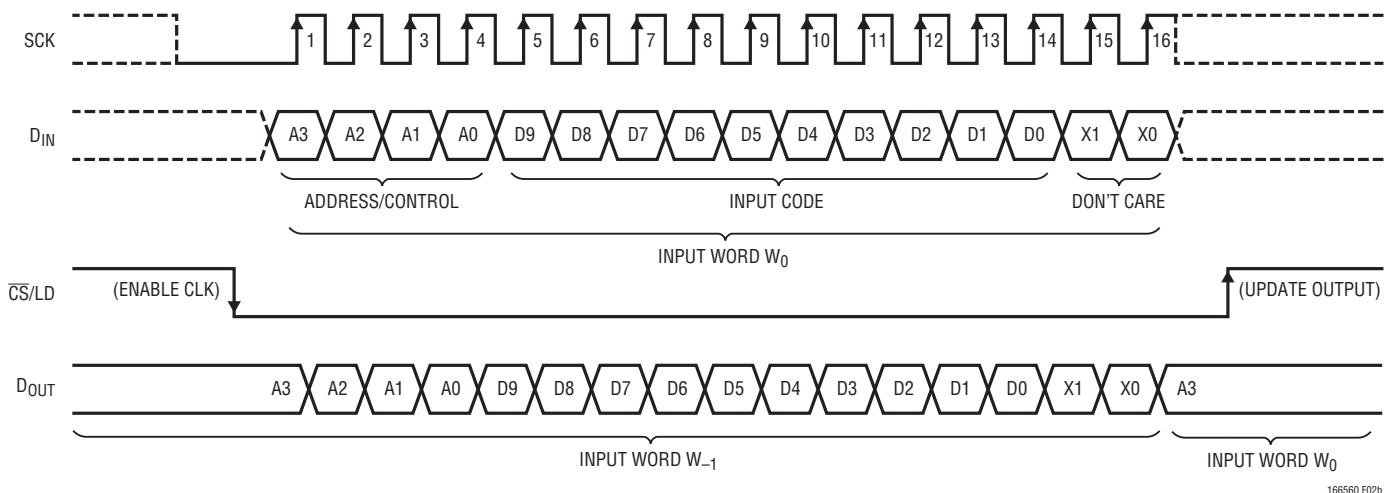 SCK 1 2 3 4 5 6 7 8 9 10 11 12 13 14 15 16
DIN A3 A2 A1 A0 D9 D8 D7 D6 D5 D4 D3 D2 D1 D0 X1 X0
ADDRESS/CONTROL INPUT CODE DON'T CARE
INPUT WORD W0
CS/LD (ENABLE CLK) (UPDATE OUTPUT)
DOUT A3 A2 A1 A0 D9 D8 D7 D6 D5 D4 D3 D2 D1 D0 X1 X0 A3
INPUT WORD W–1 INPUT WORD W0
166560 F02b